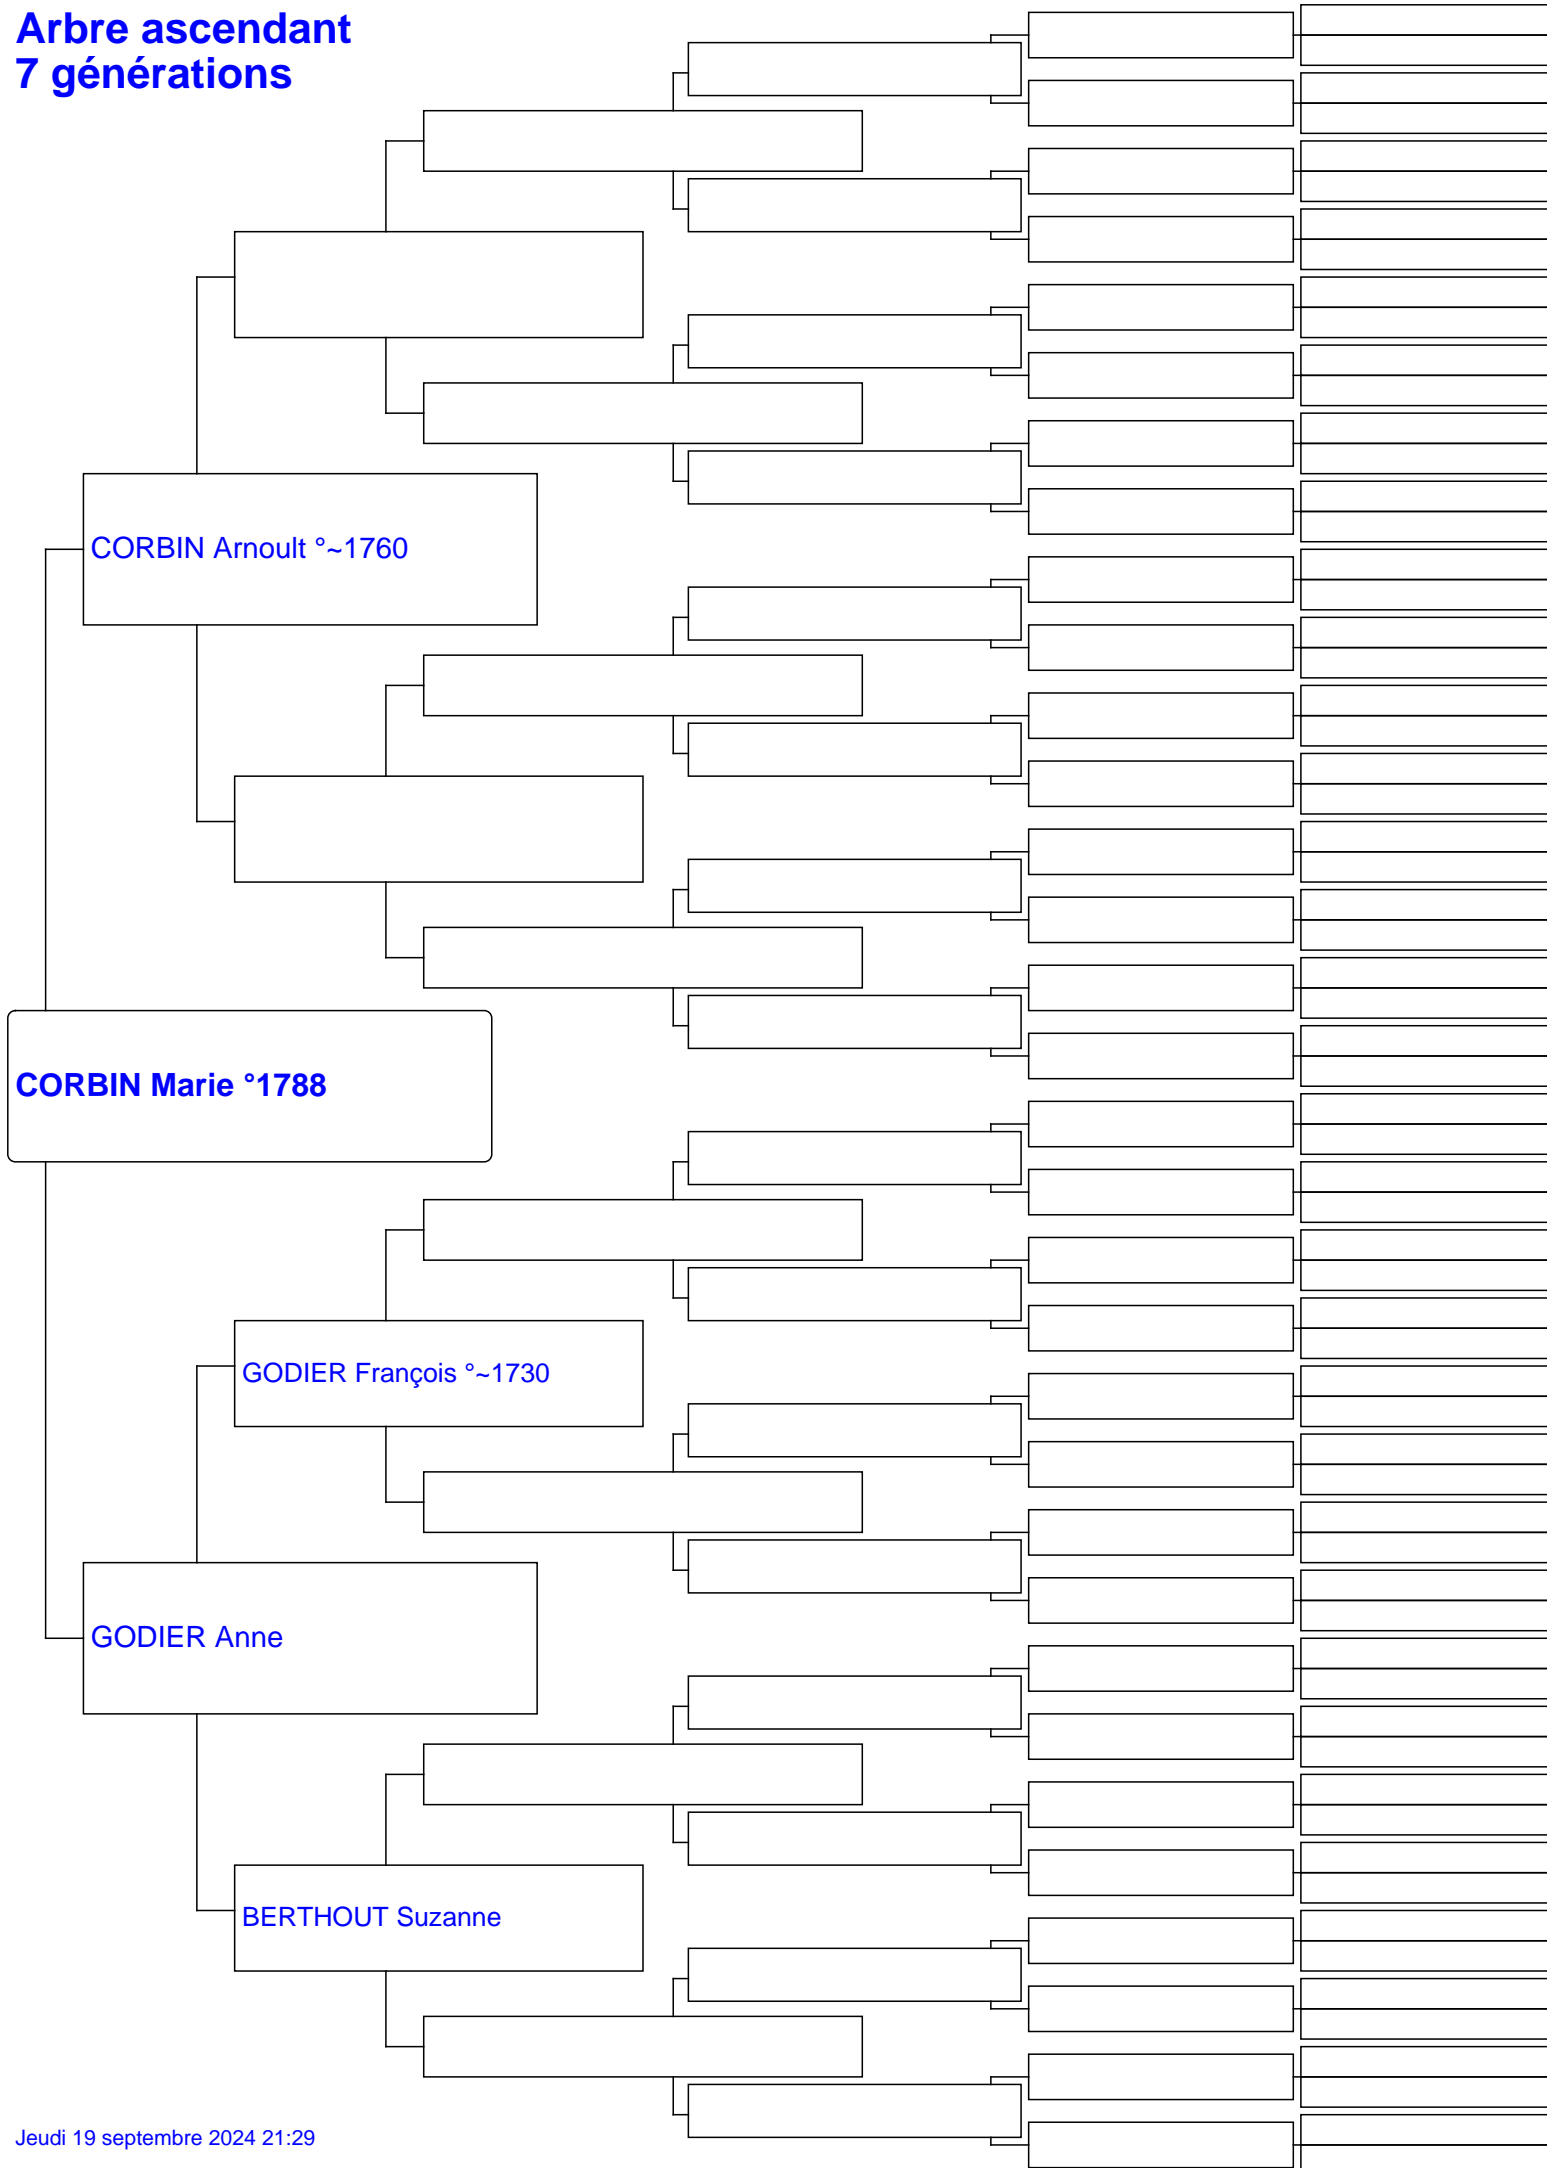 Arbre ascendant
7 générations
CORBIN Arnoult °~1760
CORBIN Marie °1788
GODIER François °~1730
GODIER Anne
BERTHOUT Suzanne
Jeudi 19 septembre 2024 21:29